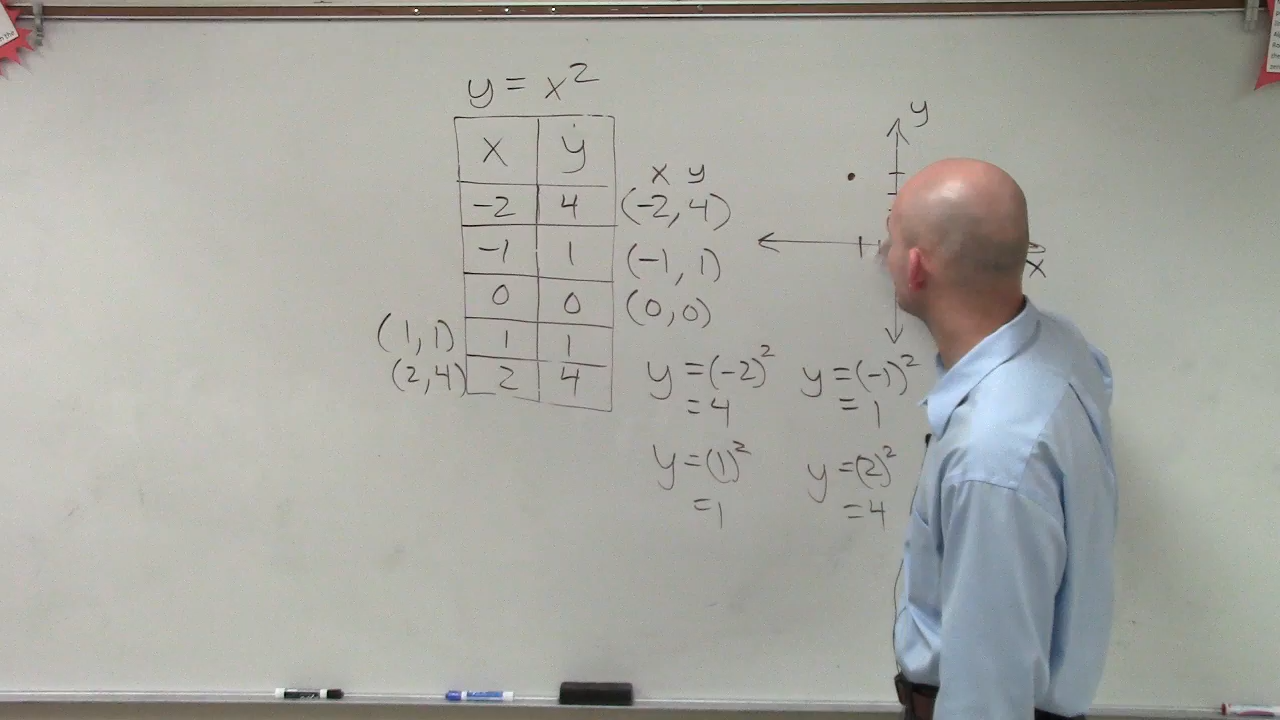 y = x²
x y
-2 4 (-2, 4)
-1 1 (-1, 1)
0 0 (0, 0)
(1, 1) 1 1
(2, 4) 2 4
x y
y = (-2)²
= 4
y = (-1)²
= 1
y = (1)²
= 1
y = (2)²
= 4
y
x